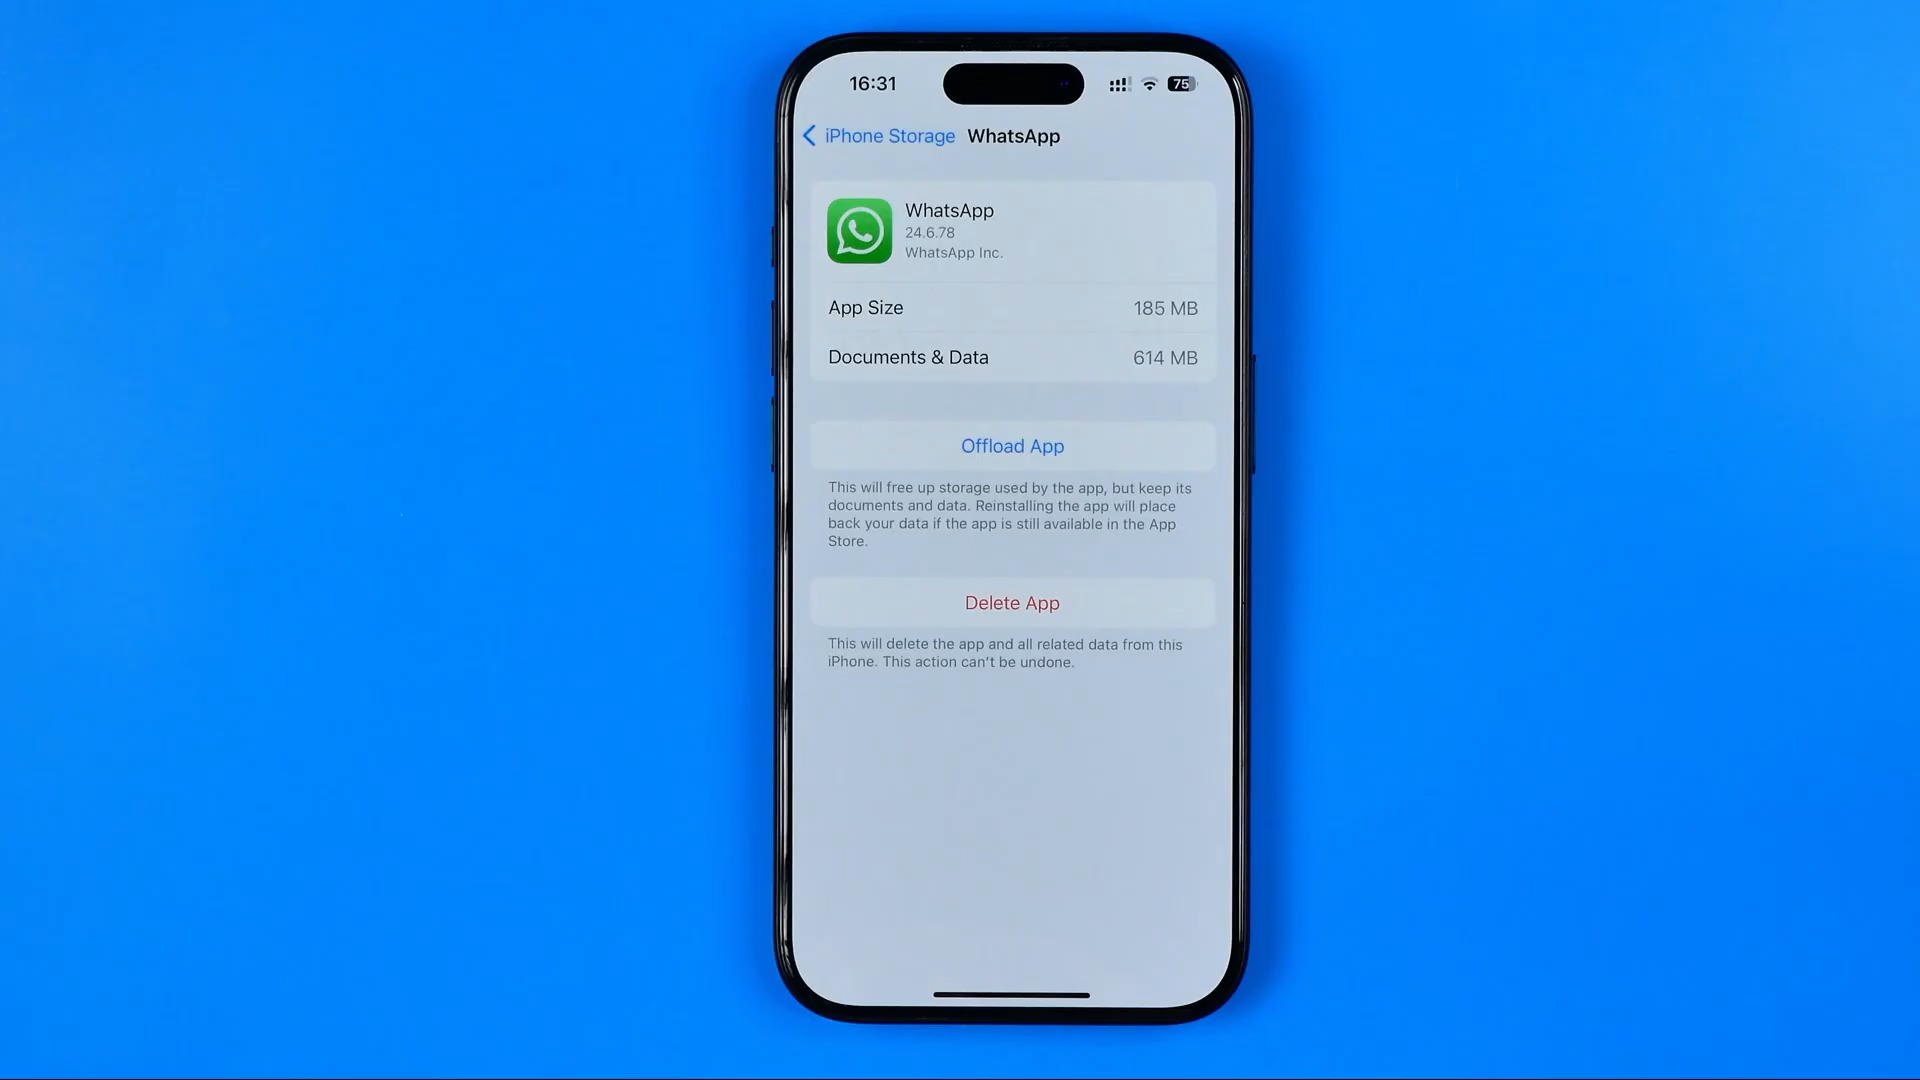 16:31
75
iPhone Storage WhatsApp
WhatsApp
24.6.78
WhatsApp Inc.
App Size 185 MB
Documents & Data 614 MB
Offload App
This will free up storage used by the app, but keep its
documents and data. Reinstalling the app will place
back your data if the app is still available in the App
Store.
Delete App
This will delete the app and all related data from this
iPhone. This action can't be undone.